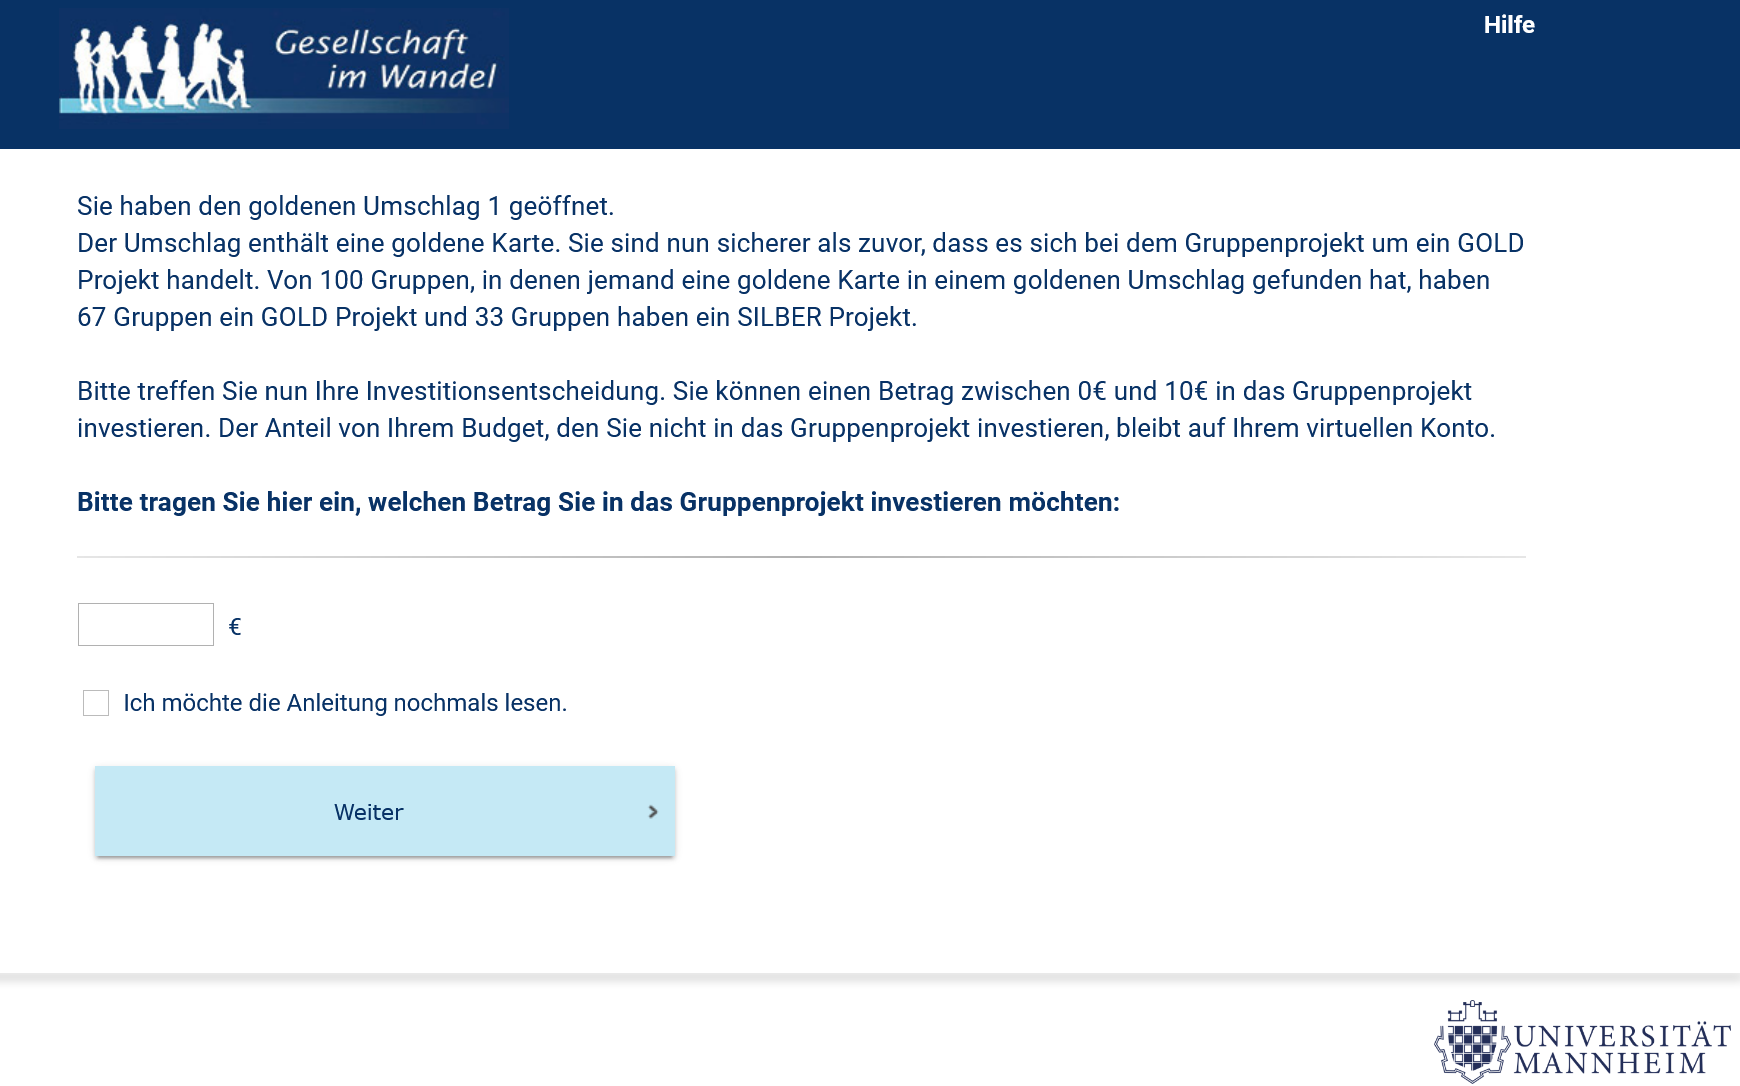 Gesellschaft
im Wandel
Hilfe
Sie haben den goldenen Umschlag 1 geöffnet.
Der Umschlag enthält eine goldene Karte. Sie sind nun sicherer als zuvor, dass es sich bei dem Gruppenprojekt um ein GOLD
Projekt handelt. Von 100 Gruppen, in denen jemand eine goldene Karte in einem goldenen Umschlag gefunden hat, haben
67 Gruppen ein GOLD Projekt und 33 Gruppen haben ein SILBER Projekt.
Bitte treffen Sie nun Ihre Investitionsentscheidung. Sie können einen Betrag zwischen 0€ und 10€ in das Gruppenprojekt
investieren. Der Anteil von Ihrem Budget, den Sie nicht in das Gruppenprojekt investieren, bleibt auf Ihrem virtuellen Konto.
Bitte tragen Sie hier ein, welchen Betrag Sie in das Gruppenprojekt investieren möchten:
€
Ich möchte die Anleitung nochmals lesen.
Weiter
UNIVERSITÄT
MANNHEIM